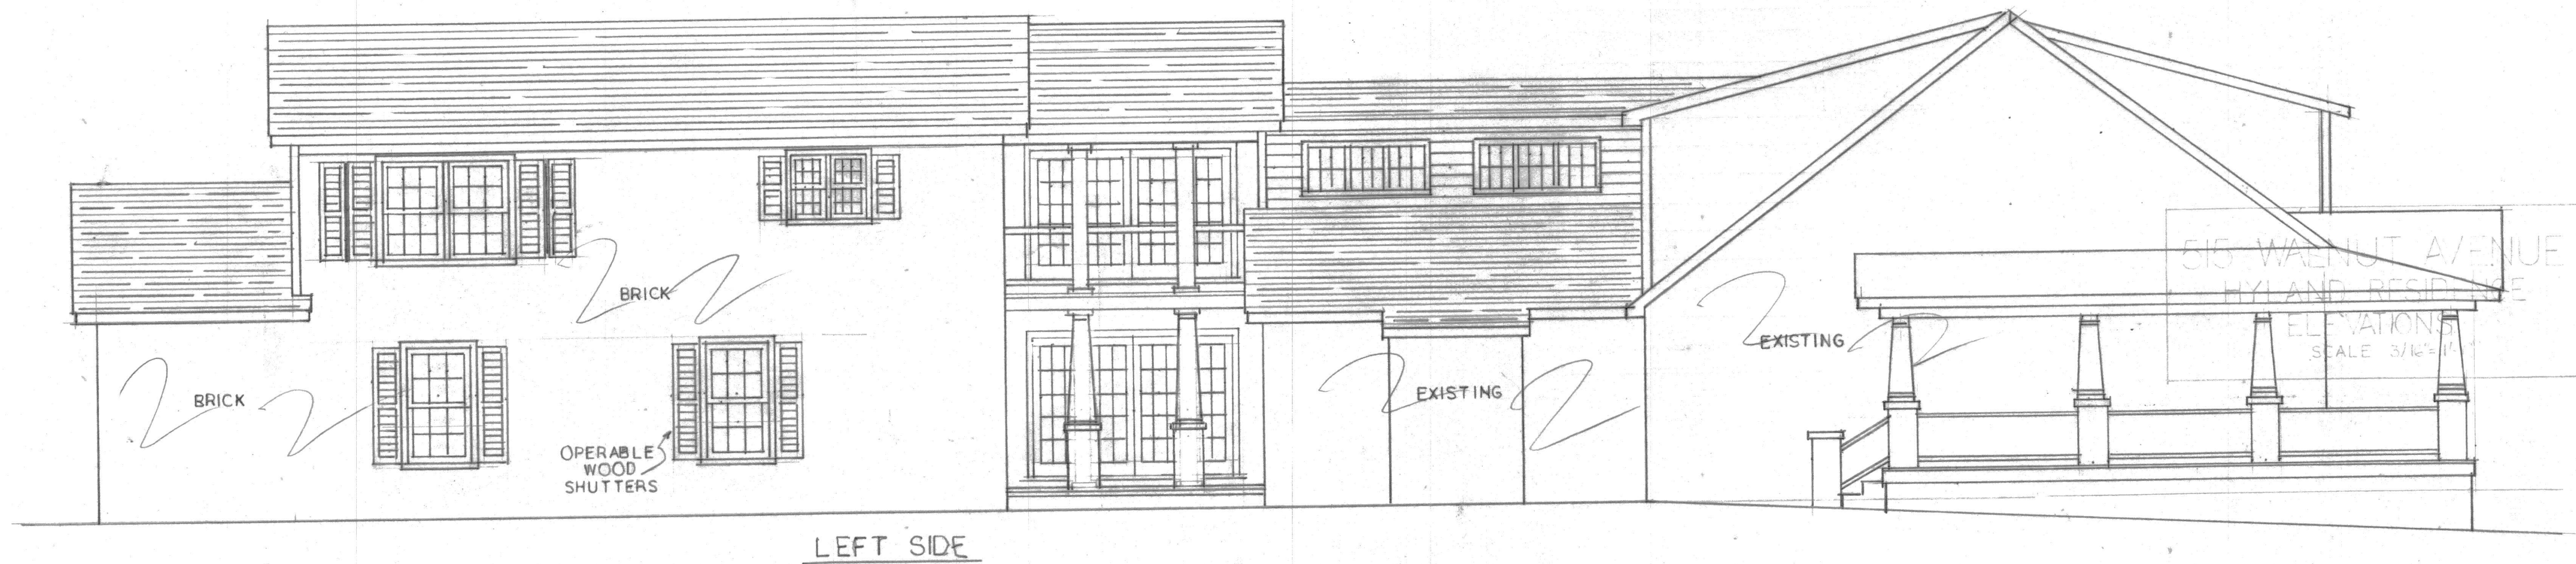 BRICK
BRICK
OPERABLE
WOOD
SHUTTERS
EXISTING
EXISTING
515 WALNUT AVENUE
HYLAND RESIDENCE
ELEVATIONS
SCALE 3/16"=1'
LEFT SIDE